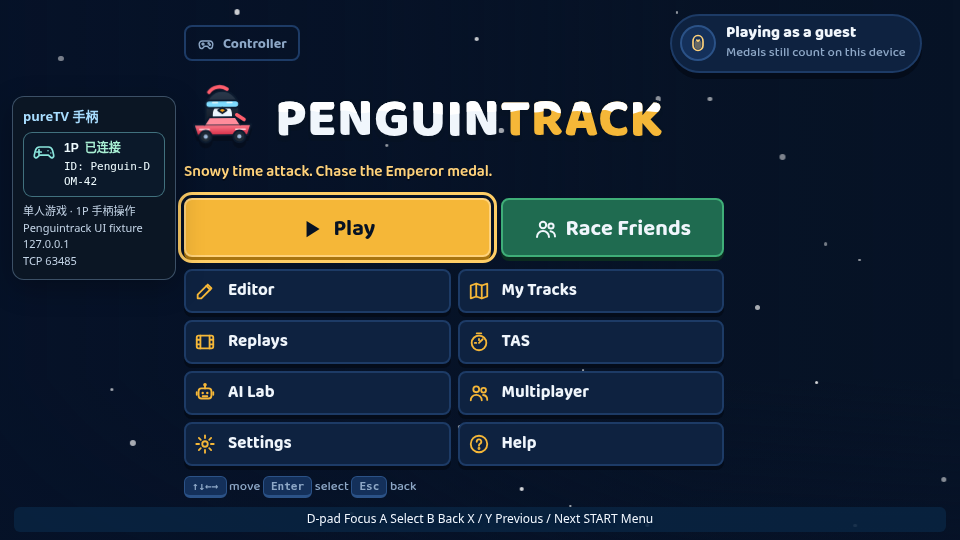 Controller
Playing as a guest
Medals still count on this device
pureTV 手柄
1P 已连接
ID: Penguin-D
OM-42
单人游戏 · 1P 手柄操作
Penguintrack UI fixture
127.0.0.1
TCP 63485
PENGUINTRACK
Snowy time attack. Chase the Emperor medal.
Play
Race Friends
Editor
My Tracks
Replays
TAS
AI Lab
Multiplayer
Settings
Help
↑↓←→ move Enter select Esc back
D-pad Focus A Select B Back X / Y Previous / Next START Menu